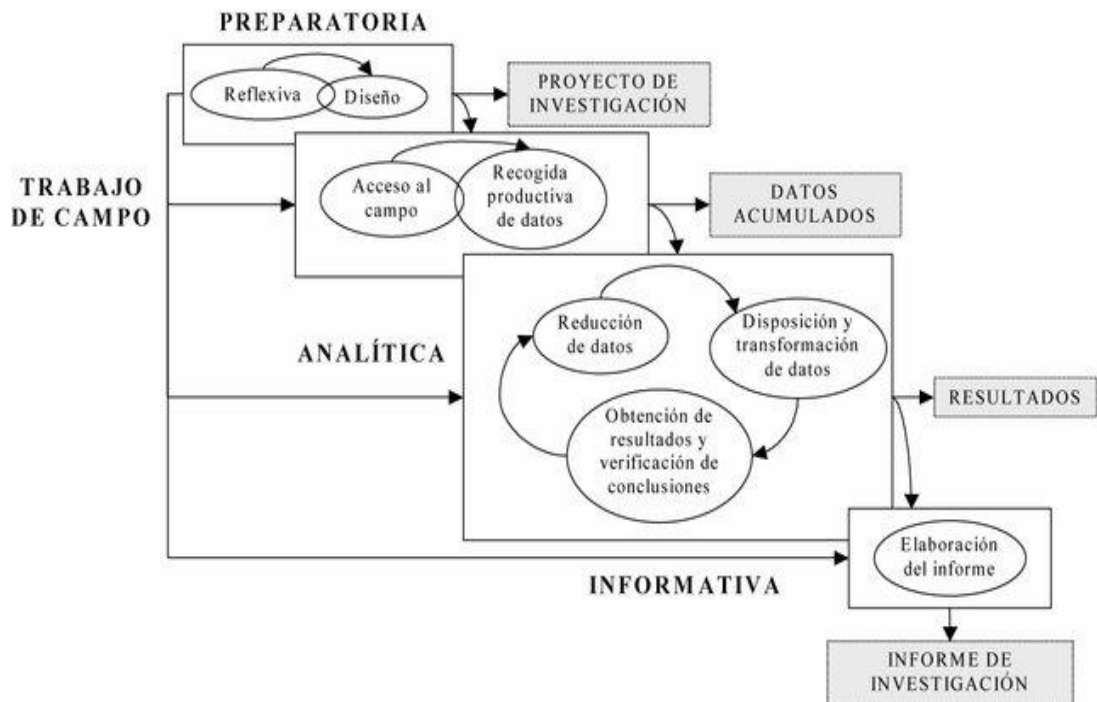 PREPARATORIA
Reflexiva
Diseño
PROYECTO DE
INVESTIGACIÓN
TRABAJO
DE CAMPO
Acceso al
campo
Recogida
productiva
de datos
DATOS
ACUMULADOS
ANALÍTICA
Reducción
de datos
Disposición y
transformación
de datos
Obtención de
resultados y
verificación de
conclusiones
RESULTADOS
INFORMATIVA
Elaboración
del informe
INFORME DE
INVESTIGACIÓN